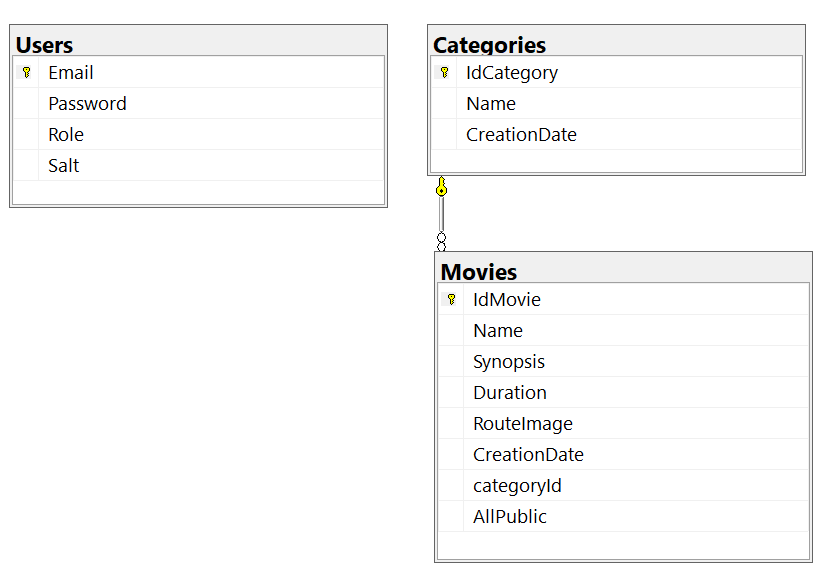 Users
Email
Password
Role
Salt
Categories
IdCategory
Name
CreationDate
Movies
IdMovie
Name
Synopsis
Duration
RouteImage
CreationDate
categoryId
AllPublic